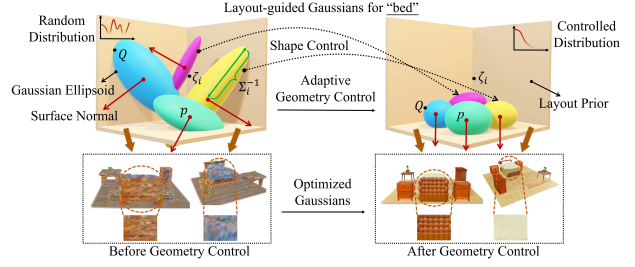 Layout-guided Gaussians for “bed”
Random
Distribution
Q
Gaussian Ellipsoid
Surface Normal
ζi
Σi⁻¹
p
Shape Control
Adaptive
Geometry Control
Controlled
Distribution
ζi
Layout Prior
Q
p
Optimized
Gaussians
Before Geometry Control
After Geometry Control